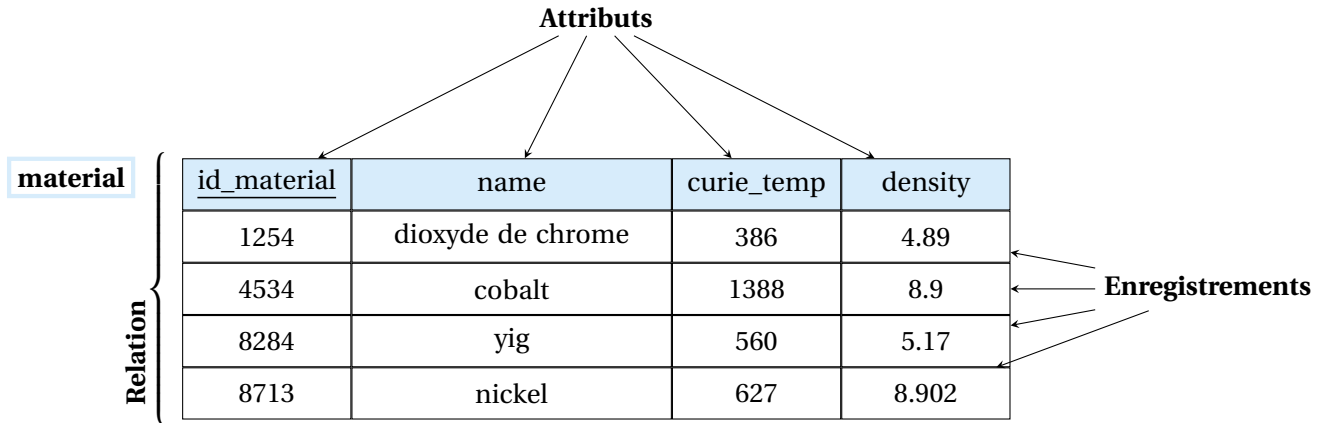 Attributs
material
id_material name curie_temp density
1254 dioxyde de chrome 386 4.89
4534 cobalt 1388 8.9
Enregistrements
8284 yig 560 5.17
8713 nickel 627 8.902
Relation